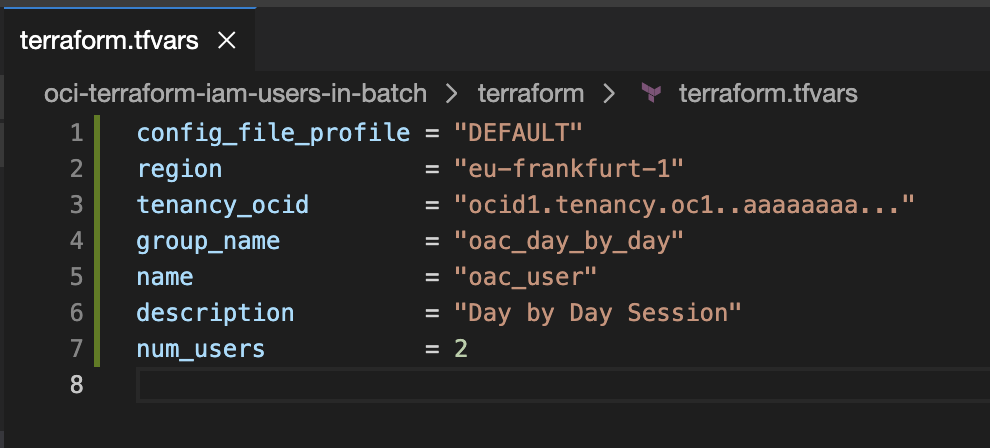 terraform.tfvars ×
oci-terraform-iam-users-in-batch > terraform > terraform.tfvars
1 config_file_profile = "DEFAULT"
2 region = "eu-frankfurt-1"
3 tenancy_ocid = "ocid1.tenancy.oc1..aaaaaaaa..."
4 group_name = "oac_day_by_day"
5 name = "oac_user"
6 description = "Day by Day Session"
7 num_users = 2
8